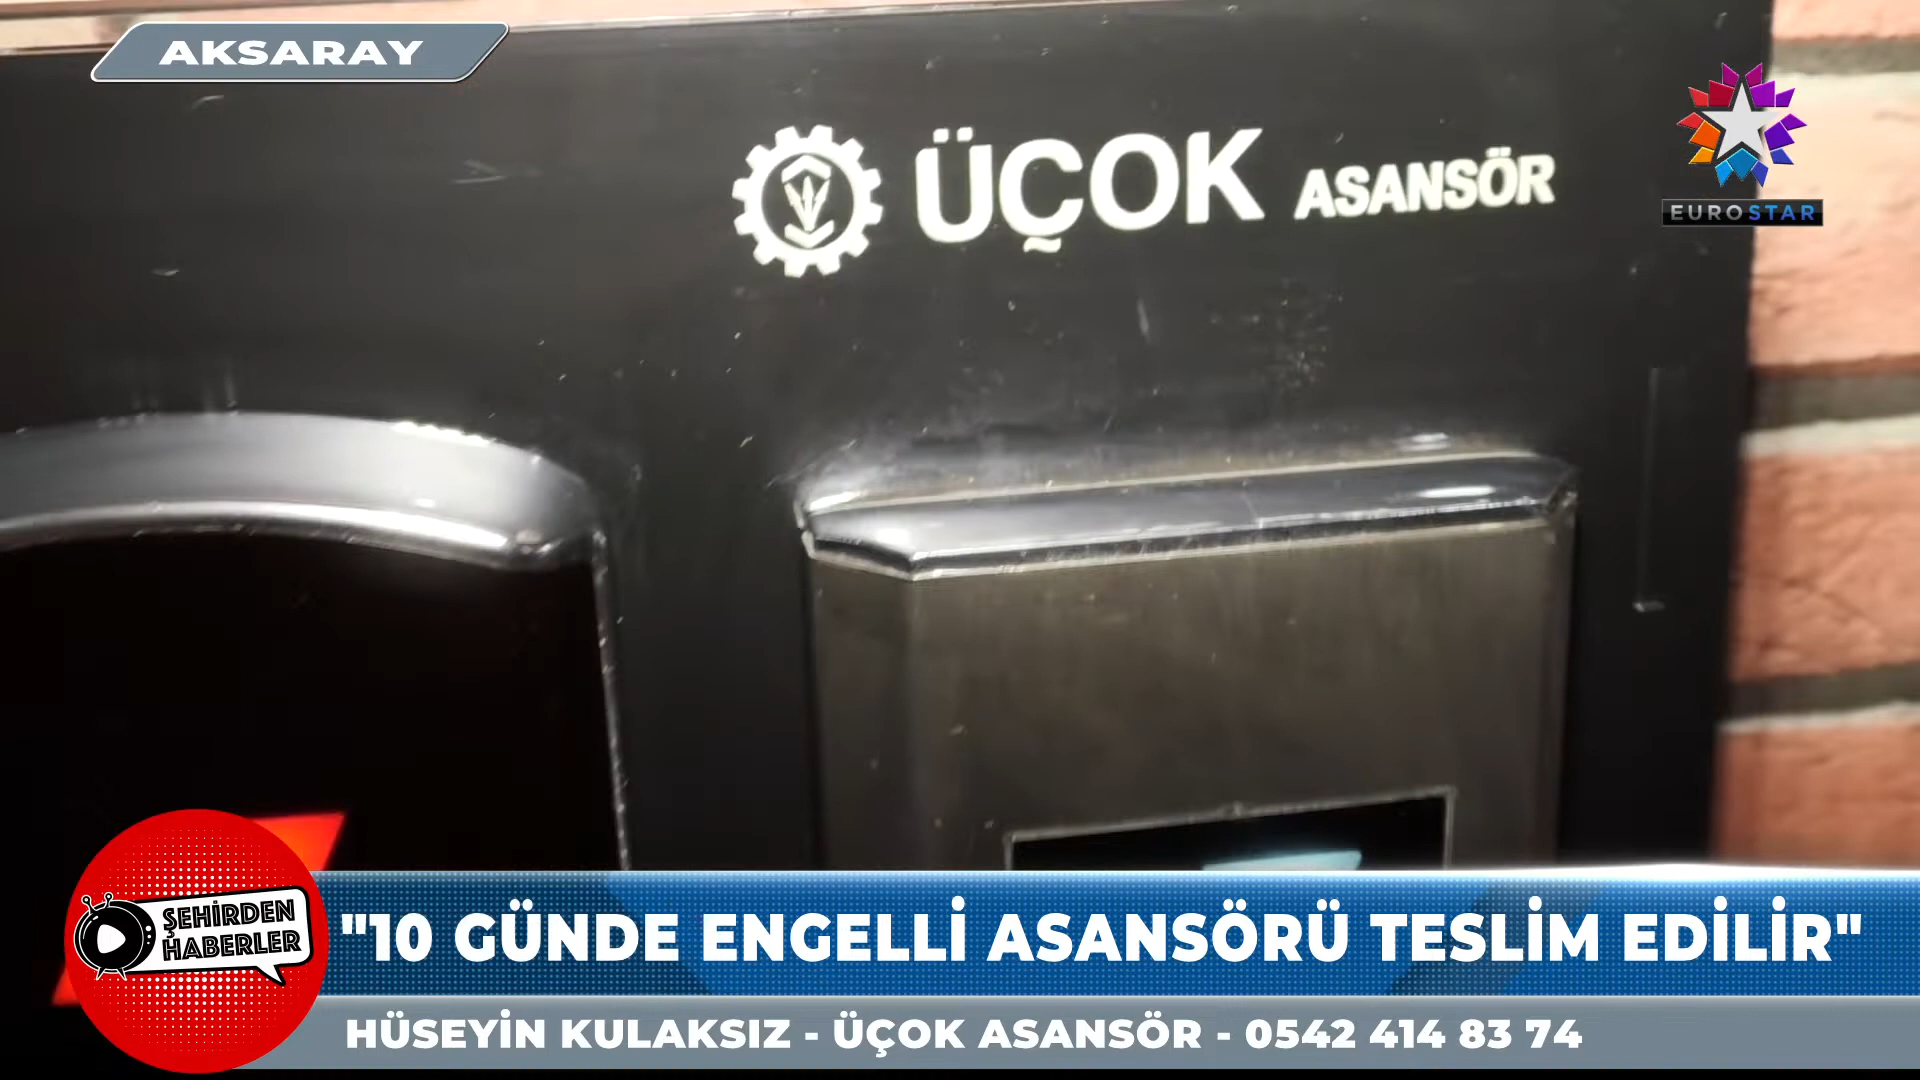 AKSARAY
ÜÇOK ASANSÖR
EUROSTAR
ŞEHİRDEN
HABERLER
"10 GÜNDE ENGELLİ ASANSÖRÜ TESLİM EDİLİR"
HÜSEYİN KULAKSIZ - ÜÇOK ASANSÖR - 0542 414 83 74